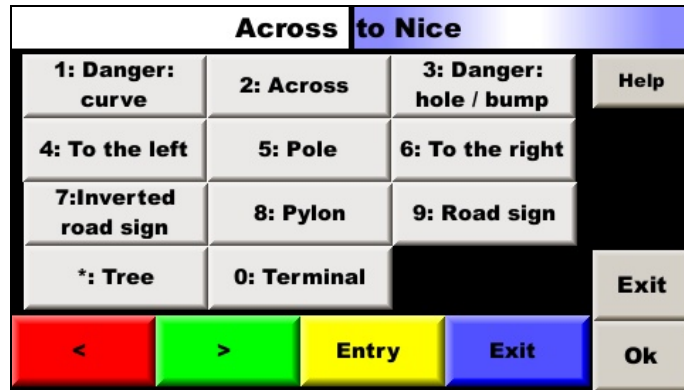 Across to Nice
1: Danger:
curve
2: Across
3: Danger:
hole / bump
Help
4: To the left
5: Pole
6: To the right
7:Inverted
road sign
8: Pylon
9: Road sign
*: Tree
0: Terminal
Exit
<
>
Entry
Exit
Ok